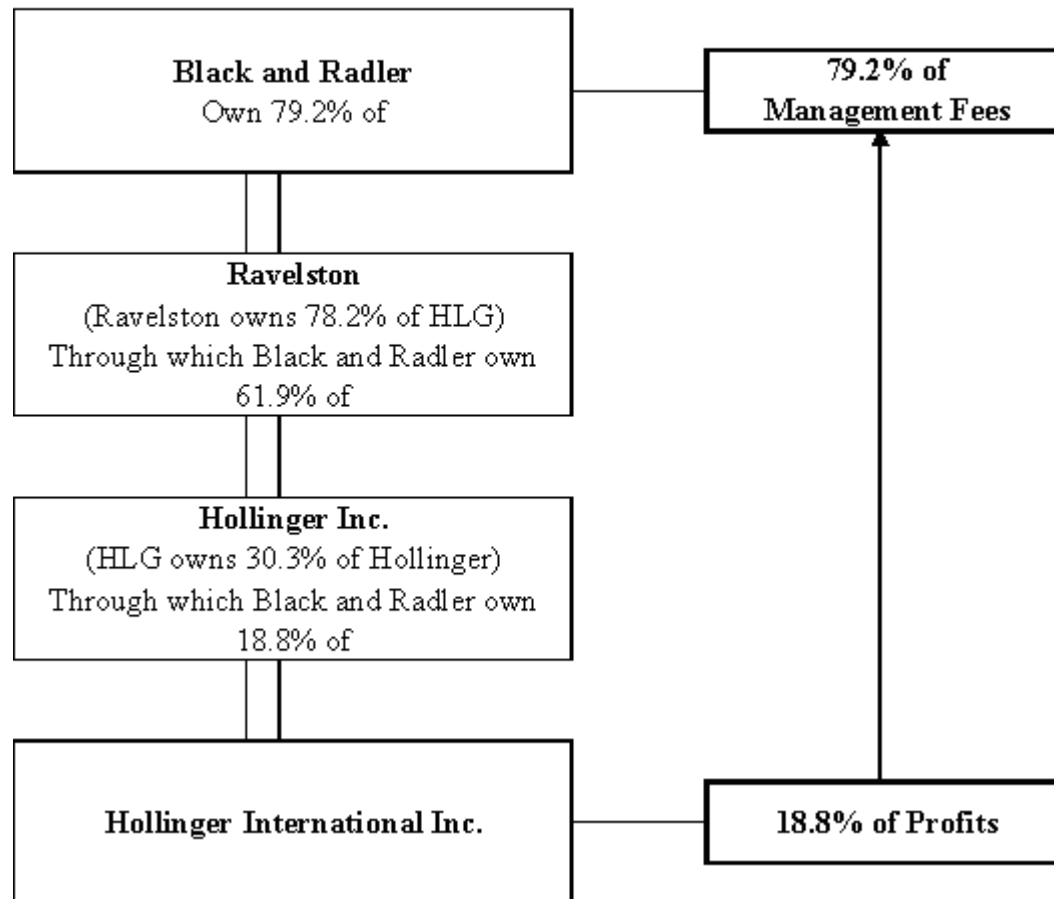 Black and Radler
Own 79.2% of
79.2% of
Management Fees
Ravelston
(Ravelston owns 78.2% of HLG)
Through which Black and Radler own
61.9% of
Hollinger Inc.
(HLG owns 30.3% of Hollinger)
Through which Black and Radler own
18.8% of
Hollinger International Inc.
18.8% of Profits